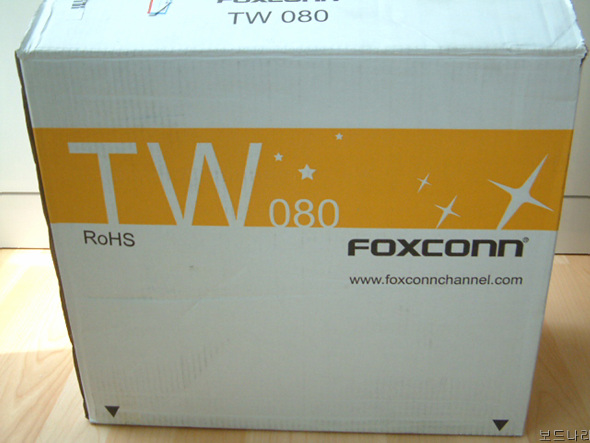 FOXCONN
TW 080
TW 080
RoHS
FOXCONN®
www.foxconnchannel.com
보드나라